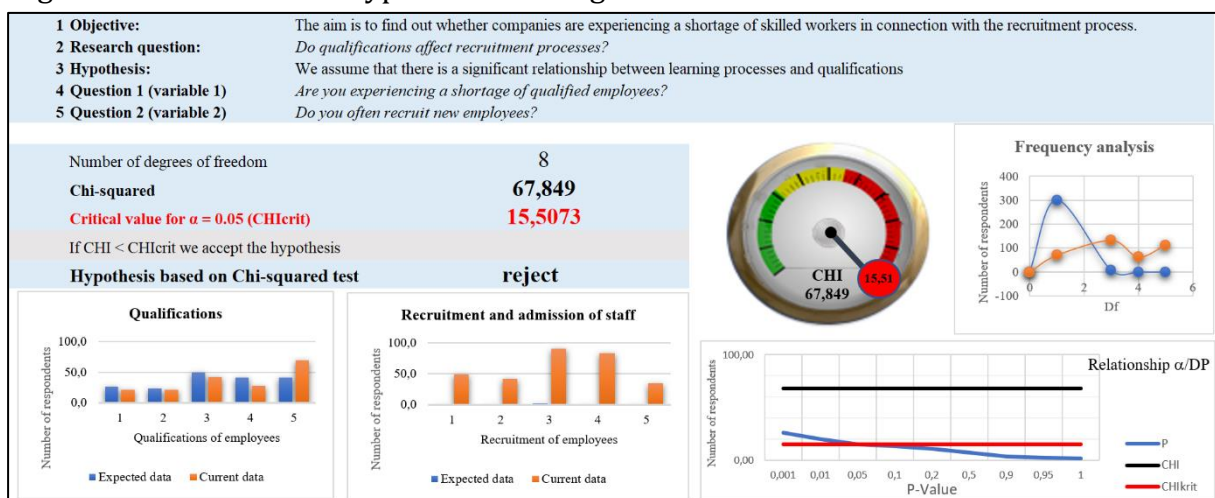 1 Objective: The aim is to find out whether companies are experiencing a shortage of skilled workers in connection with the recruitment process.
2 Research question: Do qualifications affect recruitment processes?
3 Hypothesis: We assume that there is a significant relationship between learning processes and qualifications
4 Question 1 (variable 1) Are you experiencing a shortage of qualified employees?
5 Question 2 (variable 2) Do you often recruit new employees?
Number of degrees of freedom 8
Chi-squared 67,849
Critical value for α = 0.05 (CHIcrit) 15,5073
If CHI < CHIcrit we accept the hypothesis
Hypothesis based on Chi-squared test reject
CHI
67,849
15,51
Frequency analysis
Number of respondents
400
300
200
100
0
-100
0 2 4 6
Df
Qualifications
Number of respondents
100,0
50,0
0,0
1 2 3 4 5
Qualifications of employees
Expected data Current data
Recruitment and admission of staff
Number of respondents
100,0
50,0
0,0
1 2 3 4 5
Recruitment of employees
Expected data Current data
Relationship α/DP
Number of respondents
100,00
0,00
0,001 0,01 0,05 0,1 0,2 0,5 0,9 0,95 1
P-Value
P
CHI
CHIkrit